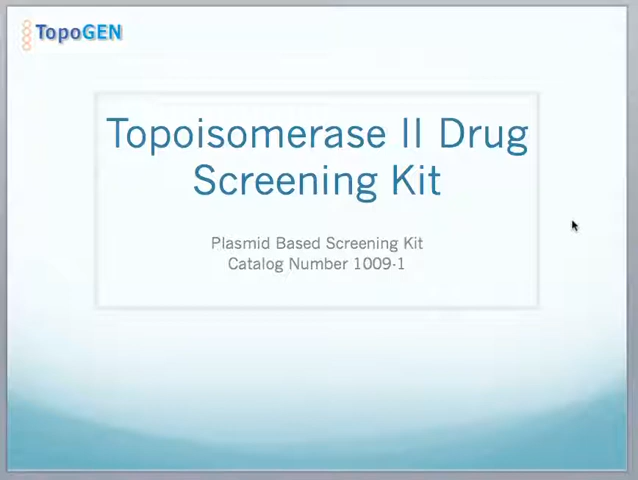 TopoGEN
Topoisomerase II Drug
Screening Kit
Plasmid Based Screening Kit
Catalog Number 1009-1